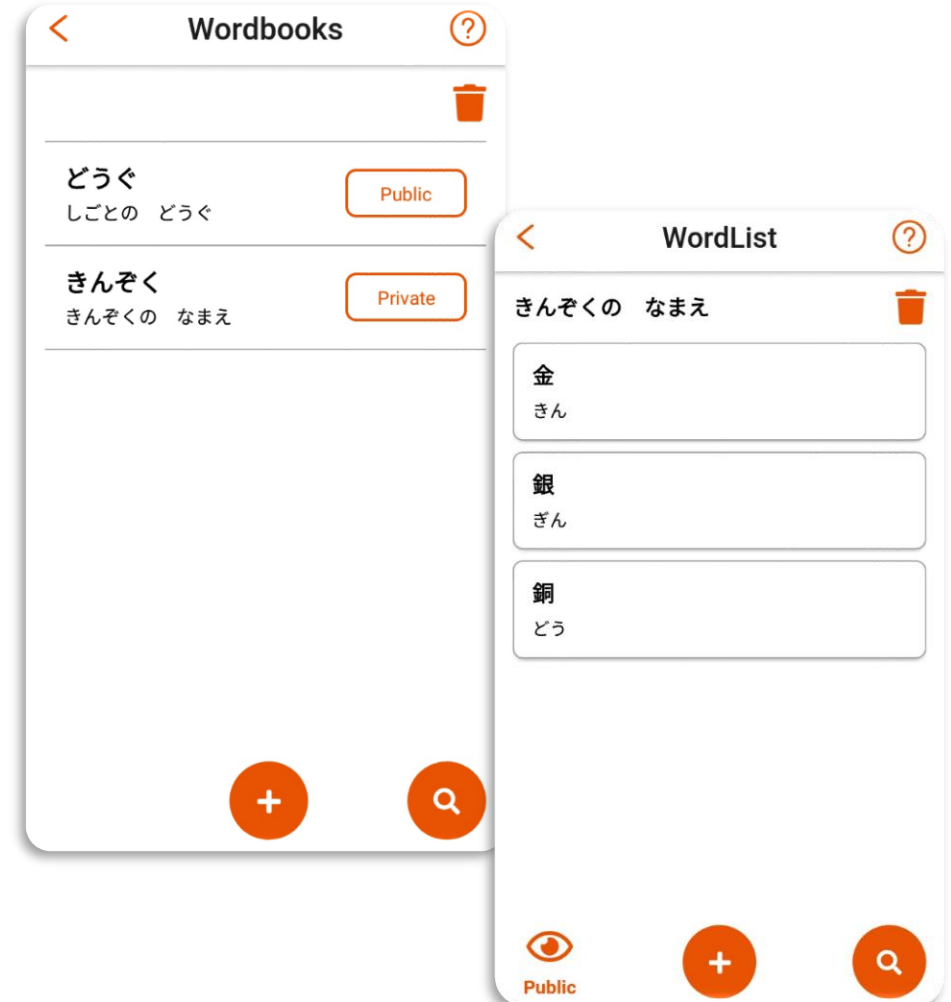 Wordbooks
どうぐ
しごとの　どうぐ
Public
きんぞく
きんぞくの　なまえ
Private
WordList
きんぞくの　なまえ
金
きん
銀
ぎん
銅
どう
Public